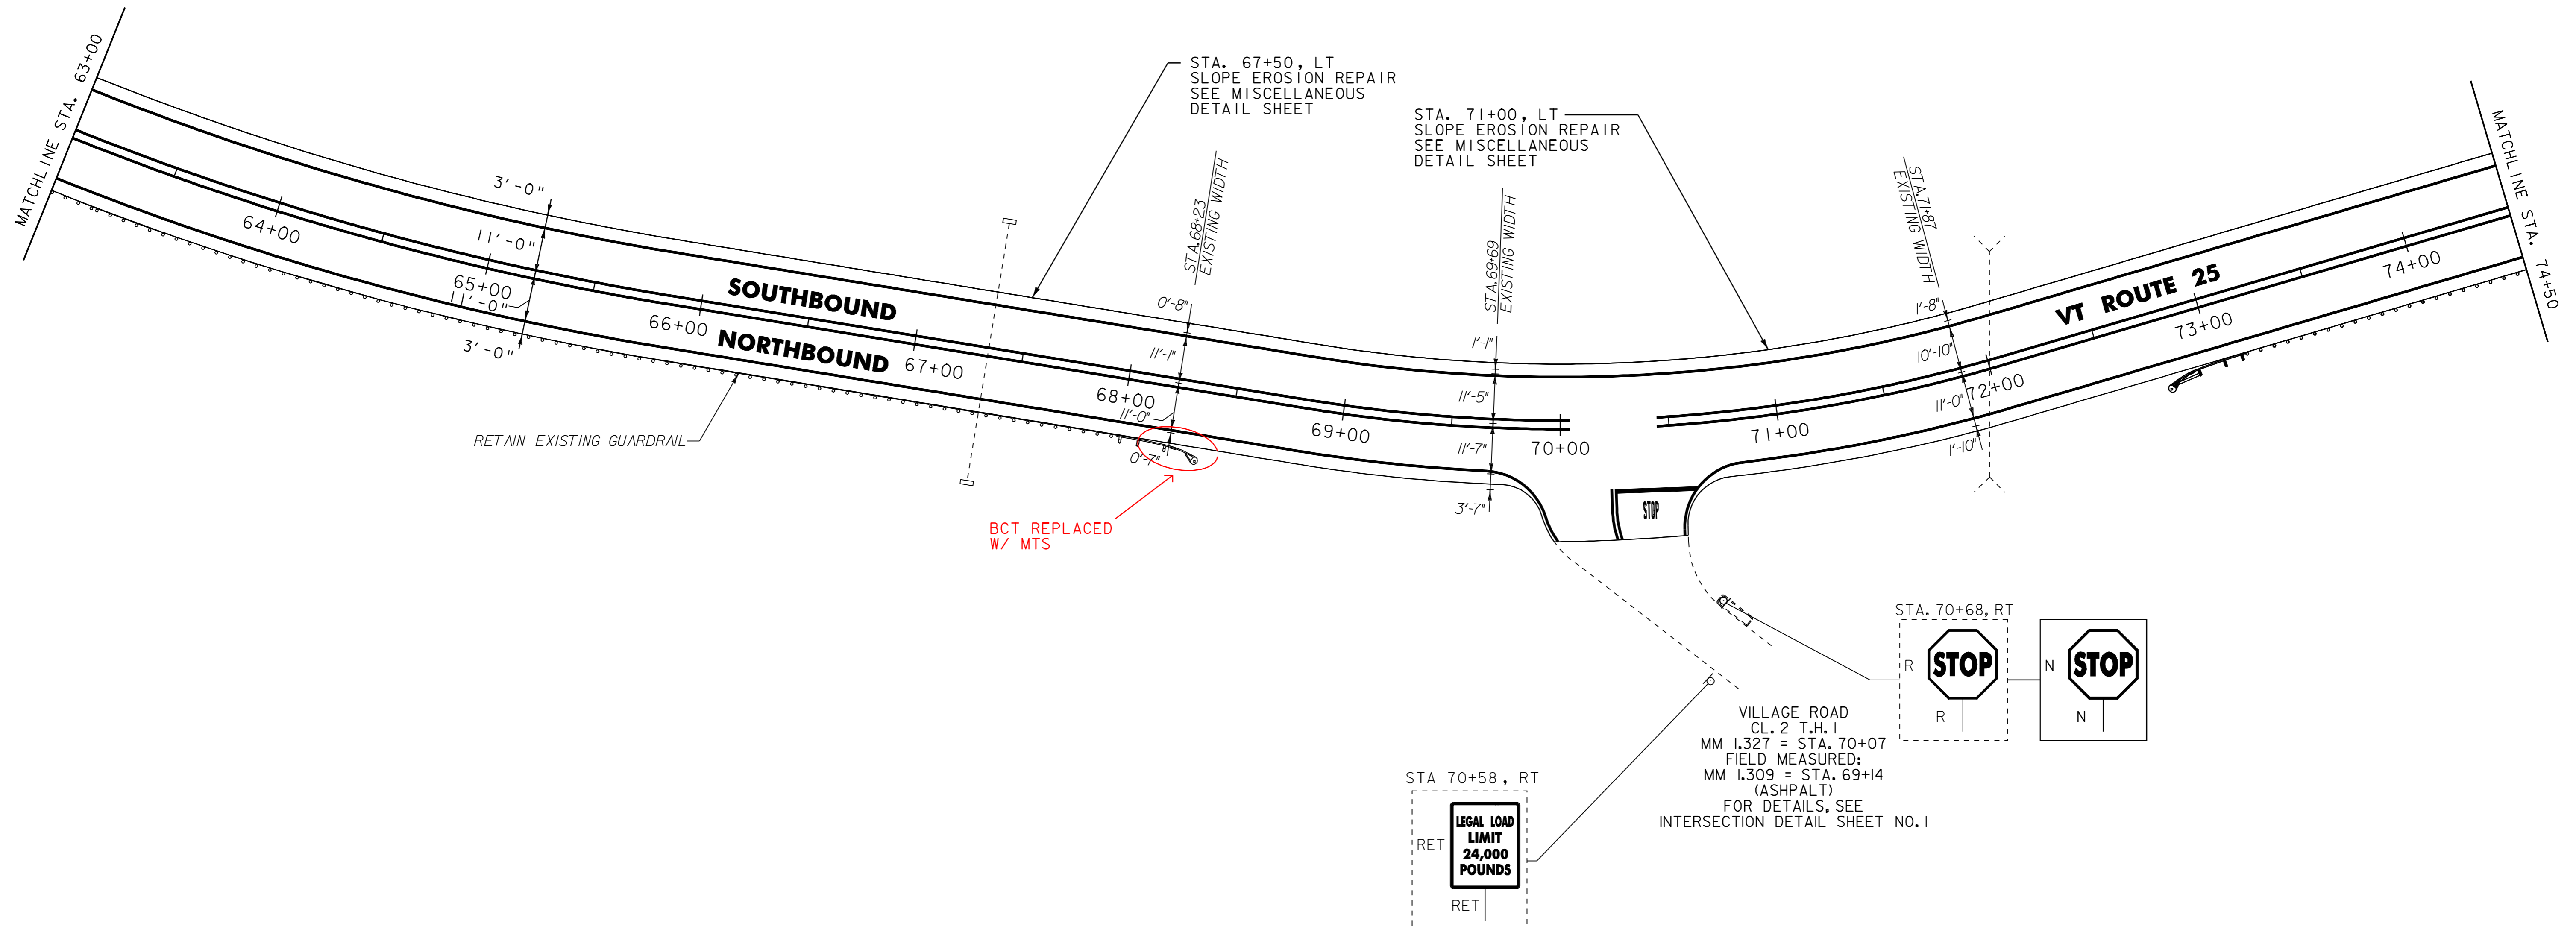 MATCHLINE STA. 63+00
STA. 67+50, LT
SLOPE EROSION REPAIR
SEE MISCELLANEOUS
DETAIL SHEET
STA. 71+00, LT
SLOPE EROSION REPAIR
SEE MISCELLANEOUS
DETAIL SHEET
MATCHLINE STA. 74+50
3'-0"
11'-0"
11'-0"
3'-0"
64+00
65+00
66+00
67+00
68+00
69+00
70+00
71+00
72+00
73+00
74+00
SOUTHBOUND
NORTHBOUND
VT ROUTE 25
STA. 68+23
EXISTING WIDTH
0'-8"
11'-1"
11'-0"
0'-7"
STA. 69+69
EXISTING WIDTH
1'-1"
11'-5"
11'-7"
3'-7"
STA. 71+87
EXISTING WIDTH
1'-8"
10'-10"
11'-0"
1'-10"
RETAIN EXISTING GUARDRAIL
BCT REPLACED
W/ MTS
STOP
STA. 70+68, RT
R
STOP
R
N
STOP
N
VILLAGE ROAD
CL. 2 T.H. 1
MM 1.327 = STA. 70+07
FIELD MEASURED:
MM 1.309 = STA. 69+14
(ASHPALT)
FOR DETAILS, SEE
INTERSECTION DETAIL SHEET NO. 1
STA 70+58, RT
RET
LEGAL LOAD
LIMIT
24,000
POUNDS
RET